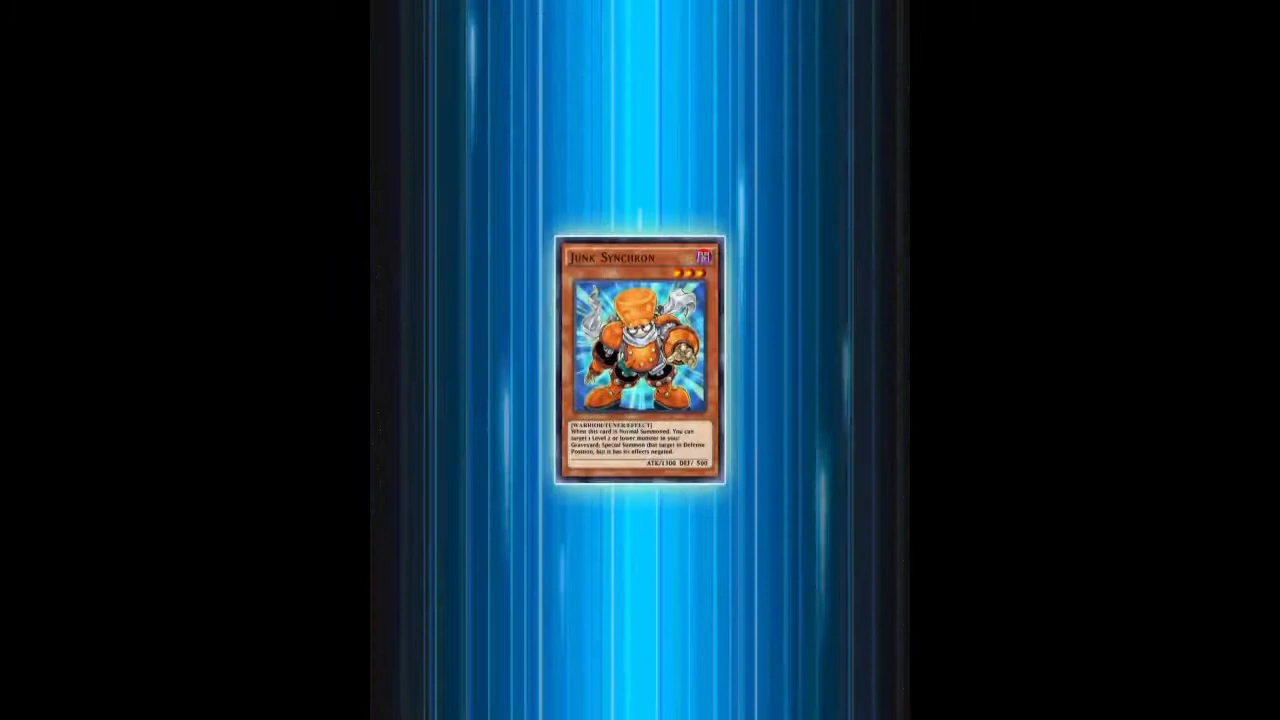 JUNK SYNCHRON
[WARRIOR/TUNER/EFFECT]
When this card is Normal Summoned: You can
target 1 Level 2 or lower monster in your
Graveyard; Special Summon that target in Defense
Position, but it has its effects negated.
ATK/1300 DEF/ 500